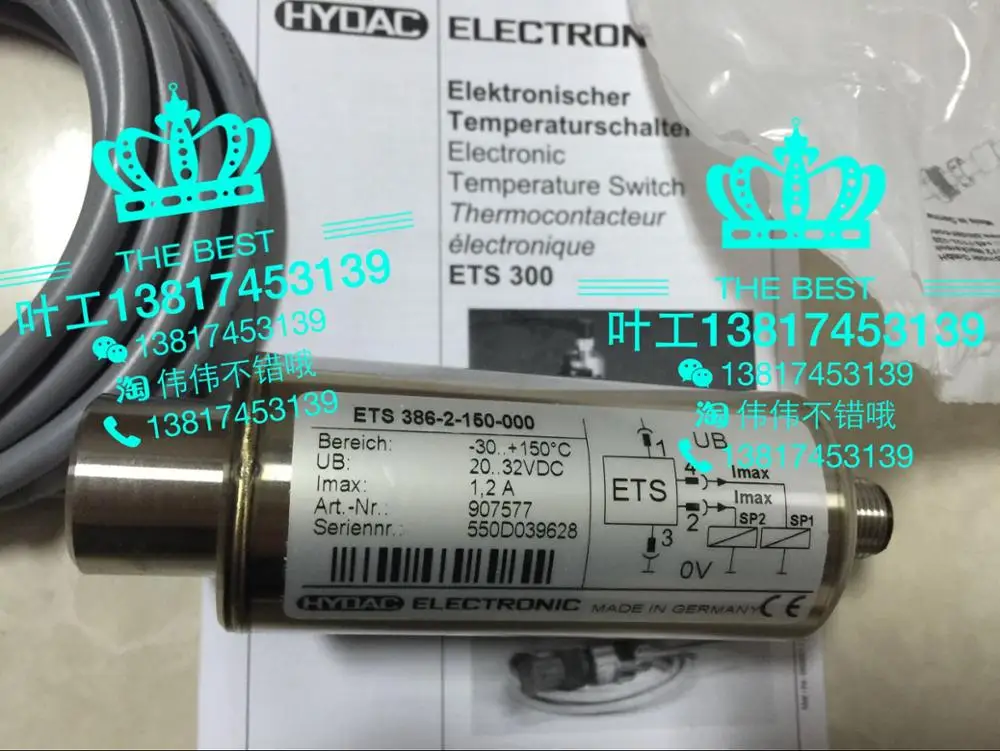 HYDAC ELECTRON
Elektronischer
Temperaturschalter
Electronic
Temperature Switch
Thermocontacteur
électronique
ETS 300
THE BEST
叶工13817453139
13817453139
淘 伟伟不错哦
13817453139
THE BEST
叶工13817453139
13817453139
淘 伟伟不错哦
13817453139
ETS 386-2-150-000
Bereich: -30..+150°C
UB: 20..32VDC
Imax: 1,2 A
Art.-Nr.: 907577
Seriennr.: 550D039628
HYDAC ELECTRONIC MADE IN GERMANY CE
UB
1
4 Imax
ETS
Imax
2
SP2 SP1
3
0V